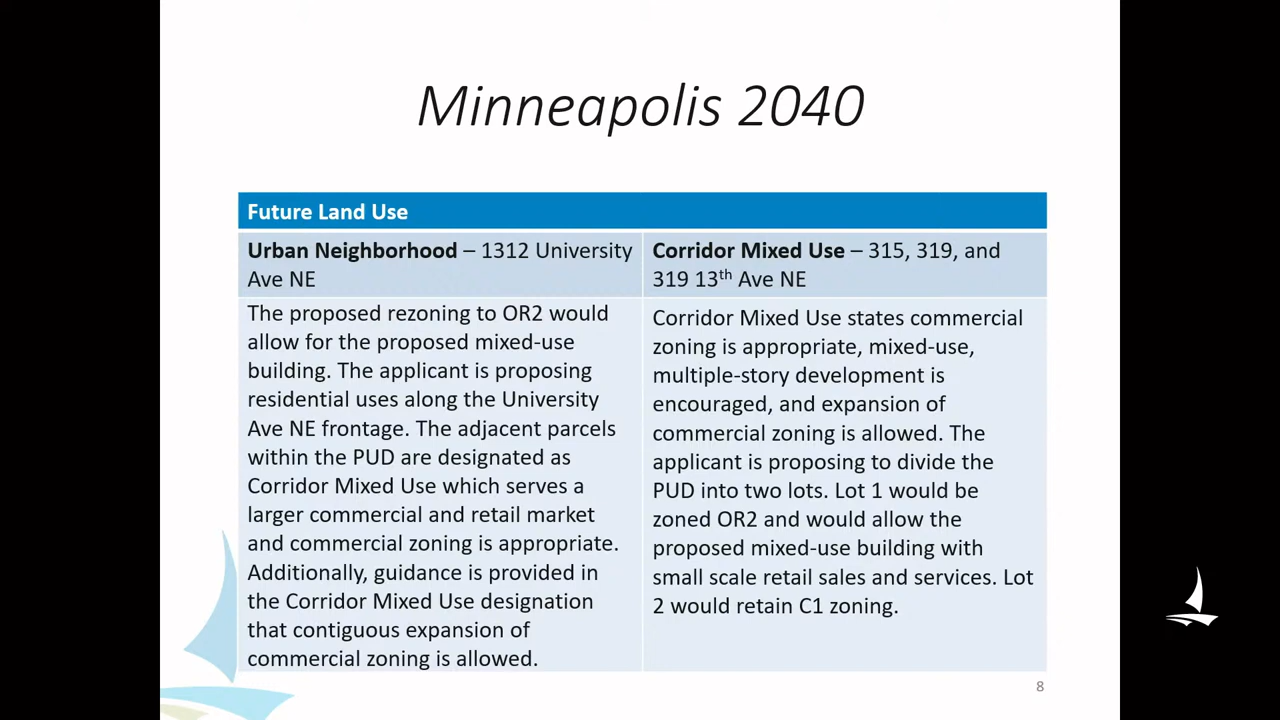 Minneapolis 2040
Future Land Use
Urban Neighborhood – 1312 University
Ave NE
Corridor Mixed Use – 315, 319, and
319 13th Ave NE
The proposed rezoning to OR2 would
allow for the proposed mixed-use
building. The applicant is proposing
residential uses along the University
Ave NE frontage. The adjacent parcels
within the PUD are designated as
Corridor Mixed Use which serves a
larger commercial and retail market
and commercial zoning is appropriate.
Additionally, guidance is provided in
the Corridor Mixed Use designation
that contiguous expansion of
commercial zoning is allowed.
Corridor Mixed Use states commercial
zoning is appropriate, mixed-use,
multiple-story development is
encouraged, and expansion of
commercial zoning is allowed. The
applicant is proposing to divide the
PUD into two lots. Lot 1 would be
zoned OR2 and would allow the
proposed mixed-use building with
small scale retail sales and services. Lot
2 would retain C1 zoning.
8